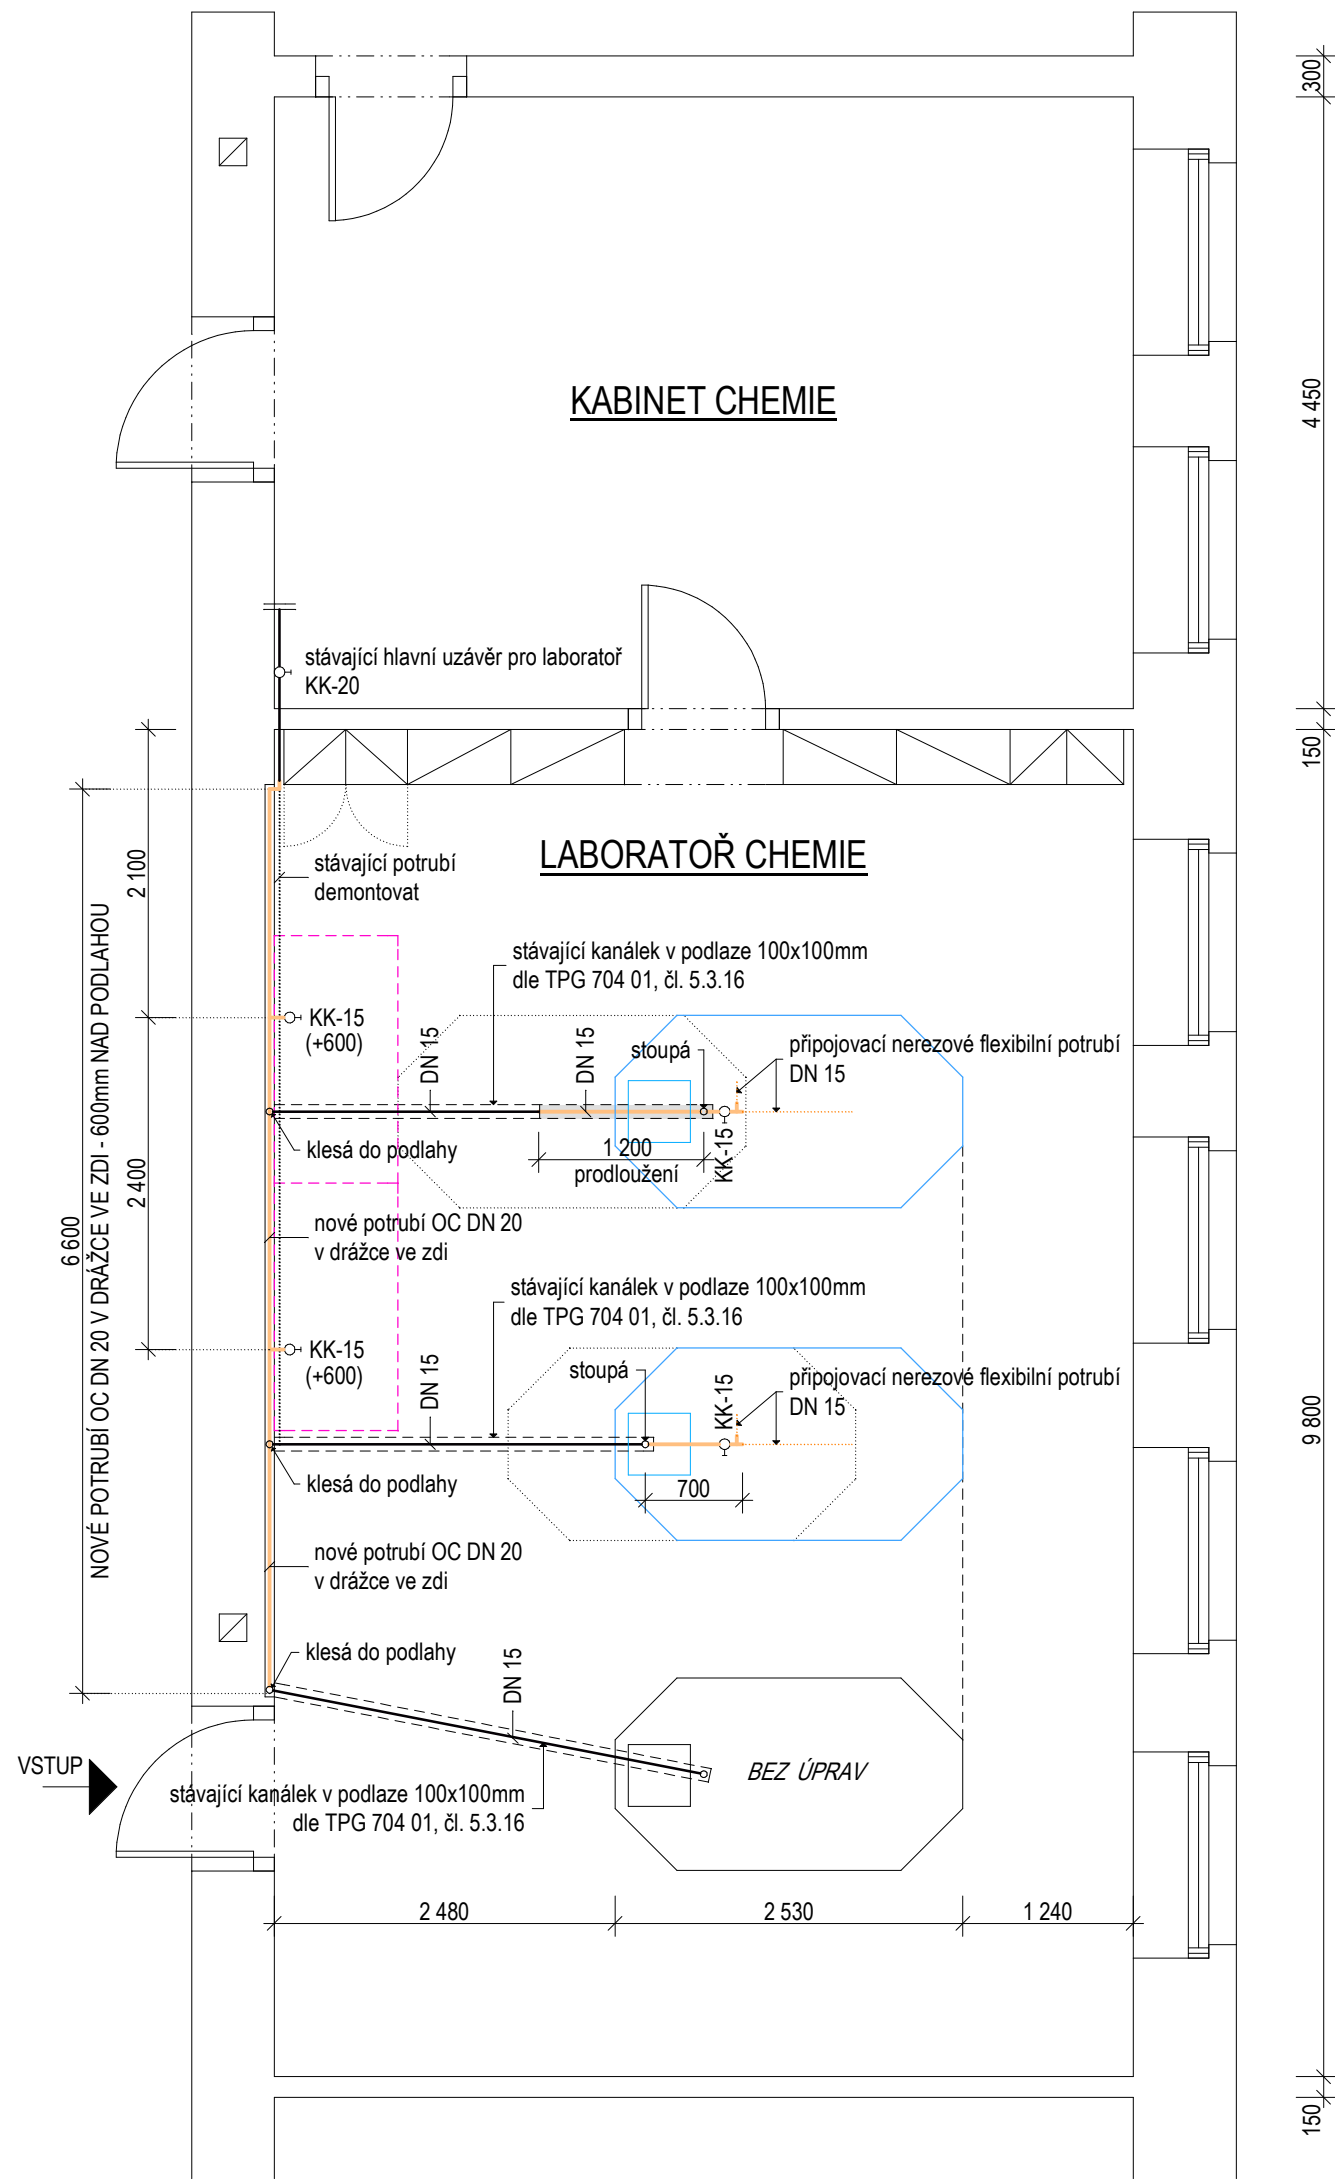 300
4 450
KABINET CHEMIE
stávající hlavní uzávěr pro laboratoř
KK-20
150
LABORATOŘ CHEMIE
stávající potrubí
demontovat
2 100
NOVÉ POTRUBÍ OC DN 20 V DRÁŽCE VE ZDI - 600mm NAD PODLAHOU
6 600
stávající kanálek v podlaze 100x100mm
dle TPG 704 01, čl. 5.3.16
KK-15
(+600)
DN 15
DN 15
stoupá
připojovací nerezové flexibilní potrubí
DN 15
klesá do podlahy
1 200
prodloužení
KK-15
2 400
nové potrubí OC DN 20
v drážce ve zdi
stávající kanálek v podlaze 100x100mm
dle TPG 704 01, čl. 5.3.16
KK-15
(+600)
DN 15
stoupá
KK-15
připojovací nerezové flexibilní potrubí
DN 15
9 800
klesá do podlahy
700
nové potrubí OC DN 20
v drážce ve zdi
klesá do podlahy
DN 15
VSTUP
BEZ ÚPRAV
stávající kanálek v podlaze 100x100mm
dle TPG 704 01, čl. 5.3.16
2 480
2 530
1 240
150